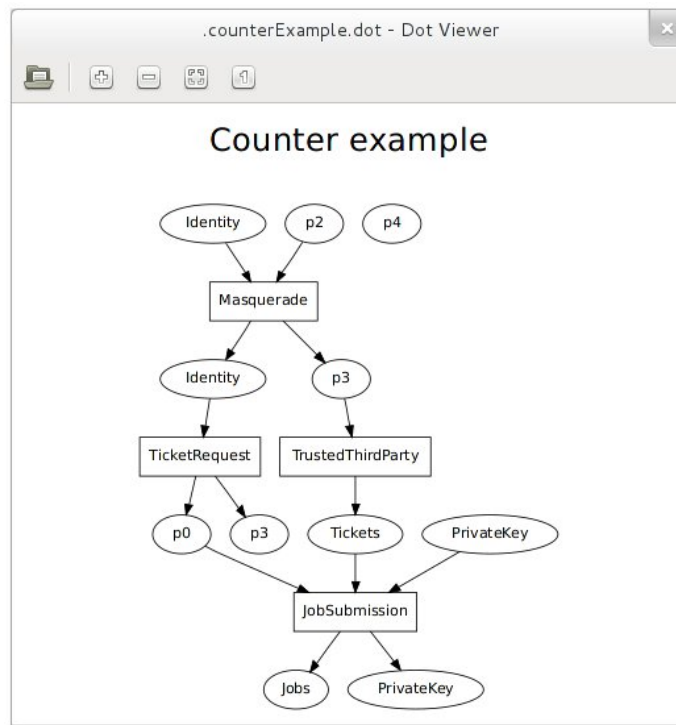 .counterExample.dot - Dot Viewer
Counter example
Identity
p2
p4
Masquerade
Identity
p3
TicketRequest
TrustedThirdParty
p0
p3
Tickets
PrivateKey
JobSubmission
Jobs
PrivateKey